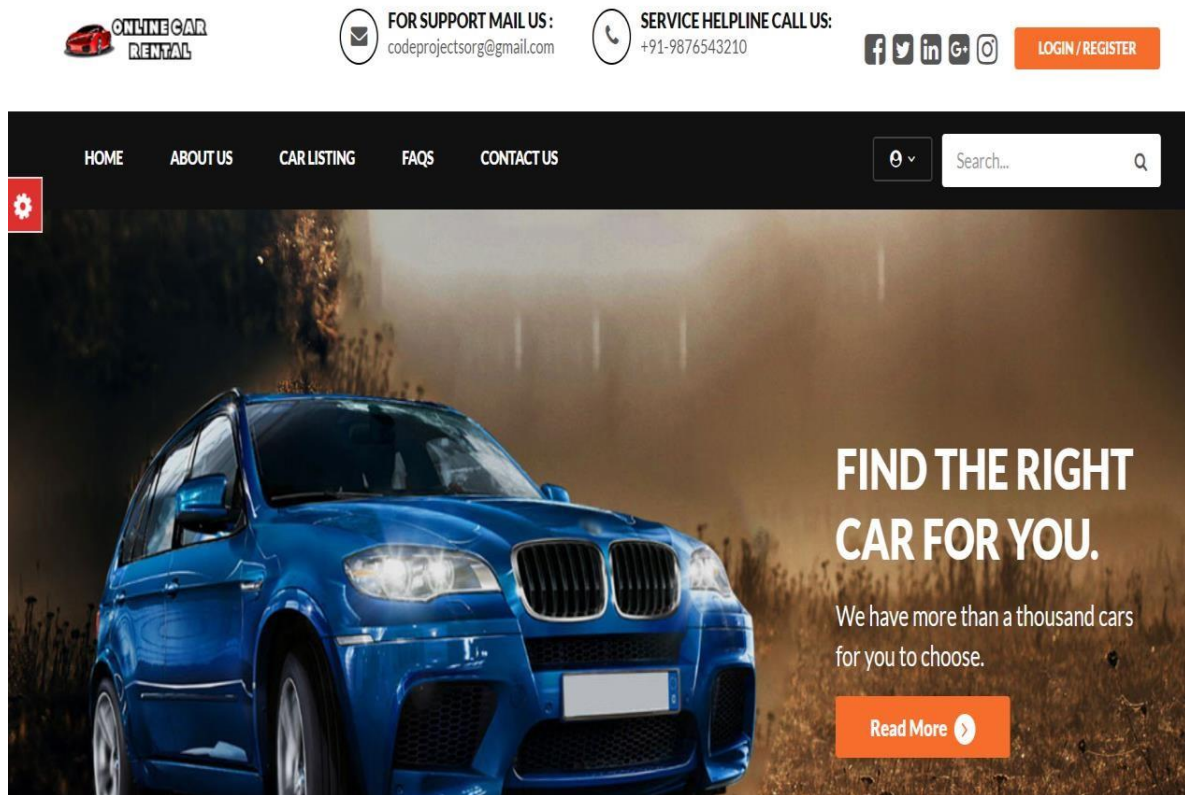 ONLINE CAR
RENTAL
FOR SUPPORT MAIL US :
codeprojectsorg@gmail.com
SERVICE HELPLINE CALL US:
+91-9876543210
LOGIN / REGISTER
HOME ABOUT US CAR LISTING FAQS CONTACT US
Search...
FIND THE RIGHT
CAR FOR YOU.
We have more than a thousand cars
for you to choose.
Read More